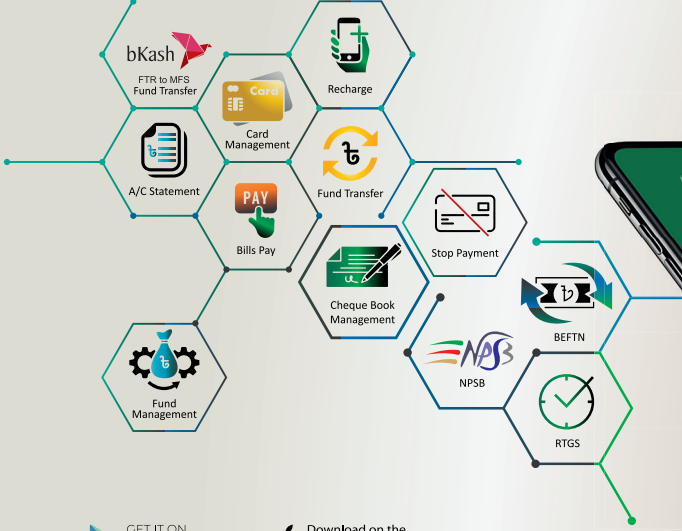 bKash
FTR to MFS
Fund Transfer
Recharge
Card
Card
Management
A/C Statement
৳
৳
Fund Transfer
PAY
Bills Pay
Stop Payment
Cheque Book
Management
৳
BEFTN
NPSB
NPSB
৳
Fund
Management
RTGS
GET IT ON
Download on the